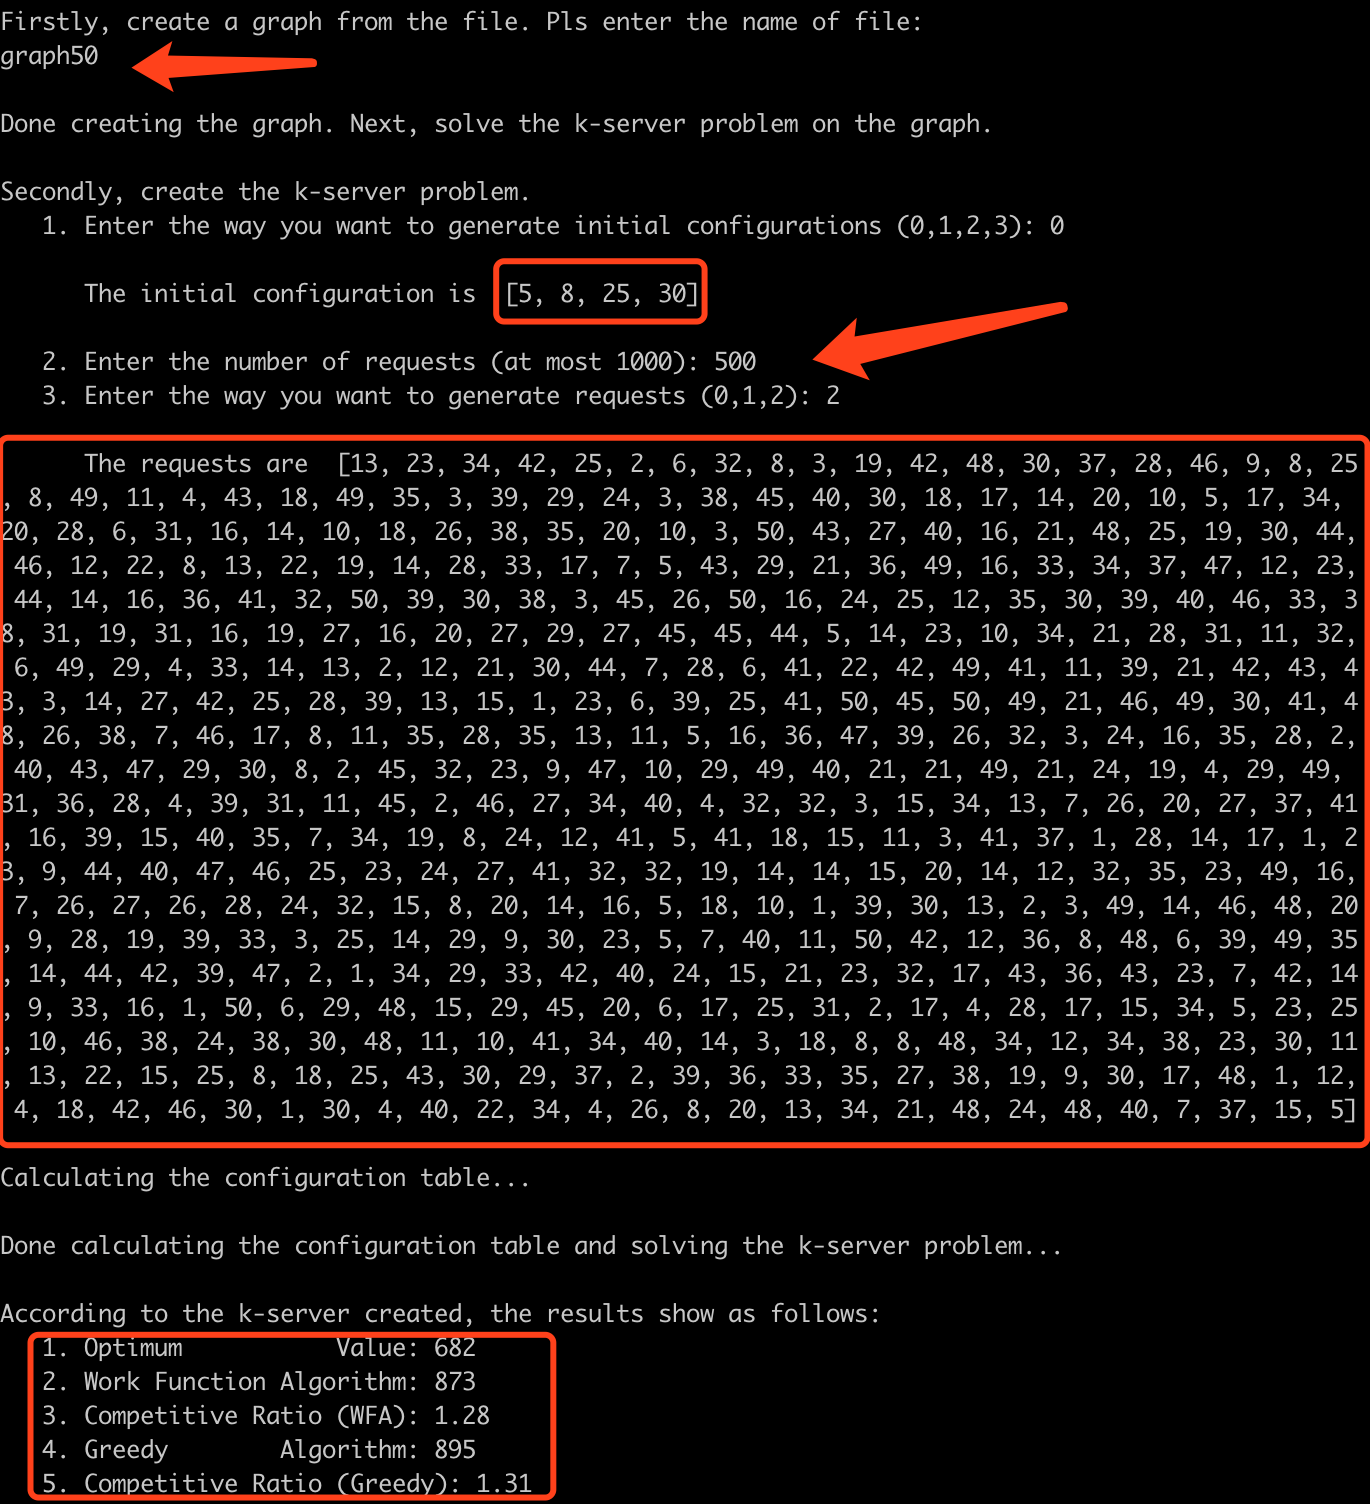 Firstly, create a graph from the file. Pls enter the name of file:
graph50
Done creating the graph. Next, solve the k-server problem on the graph.
Secondly, create the k-server problem.
1. Enter the way you want to generate initial configurations (0,1,2,3): 0
The initial configuration is [5, 8, 25, 30]
2. Enter the number of requests (at most 1000): 500
3. Enter the way you want to generate requests (0,1,2): 2
The requests are [13, 23, 34, 42, 25, 2, 6, 32, 8, 3, 19, 42, 48, 30, 37, 28, 46, 9, 8, 25
, 8, 49, 11, 4, 43, 18, 49, 35, 3, 39, 29, 24, 3, 38, 45, 40, 30, 18, 17, 14, 20, 10, 5, 17, 34,
20, 28, 6, 31, 16, 14, 10, 18, 26, 38, 35, 20, 10, 3, 50, 43, 27, 40, 16, 21, 48, 25, 19, 30, 44,
46, 12, 22, 8, 13, 22, 19, 14, 28, 33, 17, 7, 5, 43, 29, 21, 36, 49, 16, 33, 34, 37, 47, 12, 23,
44, 14, 16, 36, 41, 32, 50, 39, 30, 38, 3, 45, 26, 50, 16, 24, 25, 12, 35, 30, 39, 40, 46, 33, 3
8, 31, 19, 31, 16, 19, 27, 16, 20, 27, 29, 27, 45, 45, 44, 5, 14, 23, 10, 34, 21, 28, 31, 11, 32,
6, 49, 29, 4, 33, 14, 13, 2, 12, 21, 30, 44, 7, 28, 6, 41, 22, 42, 49, 41, 11, 39, 21, 42, 43, 4
3, 3, 14, 27, 42, 25, 28, 39, 13, 15, 1, 23, 6, 39, 25, 41, 50, 45, 50, 49, 21, 46, 49, 30, 41, 4
8, 26, 38, 7, 46, 17, 8, 11, 35, 28, 35, 13, 11, 5, 16, 36, 47, 39, 26, 32, 3, 24, 16, 35, 28, 2,
40, 43, 47, 29, 30, 8, 2, 45, 32, 23, 9, 47, 10, 29, 49, 40, 21, 21, 49, 21, 24, 19, 4, 29, 49,
31, 36, 28, 4, 39, 31, 11, 45, 2, 46, 27, 34, 40, 4, 32, 32, 3, 15, 34, 13, 7, 26, 20, 27, 37, 41
, 16, 39, 15, 40, 35, 7, 34, 19, 8, 24, 12, 41, 5, 41, 18, 15, 11, 3, 41, 37, 1, 28, 14, 17, 1, 2
3, 9, 44, 40, 47, 46, 25, 23, 24, 27, 41, 32, 32, 19, 14, 14, 15, 20, 14, 12, 32, 35, 23, 49, 16,
7, 26, 27, 26, 28, 24, 32, 15, 8, 20, 14, 16, 5, 18, 10, 1, 39, 30, 13, 2, 3, 49, 14, 46, 48, 20
, 9, 28, 19, 39, 33, 3, 25, 14, 29, 9, 30, 23, 5, 7, 40, 11, 50, 42, 12, 36, 8, 48, 6, 39, 49, 35
, 14, 44, 42, 39, 47, 2, 1, 34, 29, 33, 42, 40, 24, 15, 21, 23, 32, 17, 43, 36, 43, 23, 7, 42, 14
, 9, 33, 16, 1, 50, 6, 29, 48, 15, 29, 45, 20, 6, 17, 25, 31, 2, 17, 4, 28, 17, 15, 34, 5, 23, 25
, 10, 46, 38, 24, 38, 30, 48, 11, 10, 41, 34, 40, 14, 3, 18, 8, 8, 48, 34, 12, 34, 38, 23, 30, 11
, 13, 22, 15, 25, 8, 18, 25, 43, 30, 29, 37, 2, 39, 36, 33, 35, 27, 38, 19, 9, 30, 17, 48, 1, 12,
4, 18, 42, 46, 30, 1, 30, 4, 40, 22, 34, 4, 26, 8, 20, 13, 34, 21, 48, 24, 48, 40, 7, 37, 15, 5]
Calculating the configuration table...
Done calculating the configuration table and solving the k-server problem...
According to the k-server created, the results show as follows:
1. Optimum Value: 682
2. Work Function Algorithm: 873
3. Competitive Ratio (WFA): 1.28
4. Greedy Algorithm: 895
5. Competitive Ratio (Greedy): 1.31